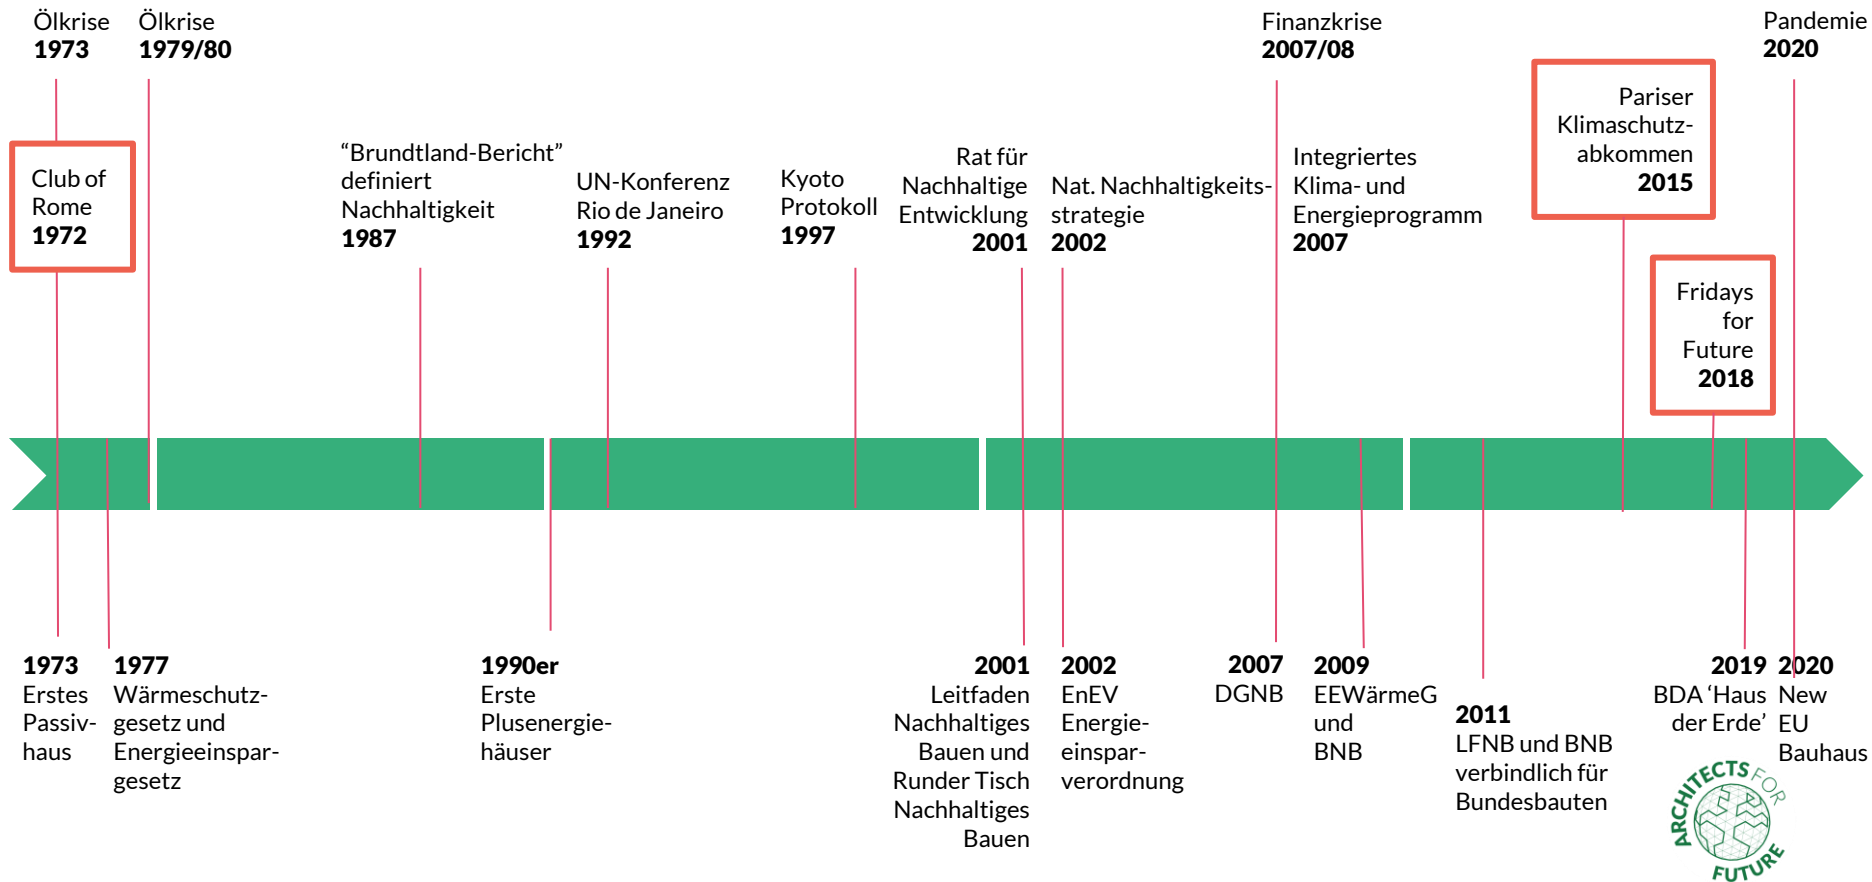 Ölkrise
1973
Ölkrise
1979/80
Finanzkrise
2007/08
Pandemie
2020
Club of
Rome
1972
“Brundtland-Bericht”
definiert
Nachhaltigkeit
1987
UN-Konferenz
Rio de Janeiro
1992
Kyoto
Protokoll
1997
Rat für
Nachhaltige
Entwicklung
2001
Nat. Nachhaltigkeits-
strategie
2002
Integriertes
Klima- und
Energieprogramm
2007
Pariser
Klimaschutz-
abkommen
2015
Fridays
for
Future
2018
1973
Erstes
Passiv-
haus
1977
Wärmeschutz-
gesetz und
Energieeinspar-
gesetz
1990er
Erste
Plusenergie-
häuser
2001
Leitfaden
Nachhaltiges
Bauen und
Runder Tisch
Nachhaltiges
Bauen
2002
EnEV
Energie-
einspar-
verordnung
2007
DGNB
2009
EEWärmeG
und
BNB
2011
LFNB und BNB
verbindlich für
Bundesbauten
2019
BDA ‘Haus
der Erde’
2020
New
EU
Bauhaus
ARCHITECTS FOR
FUTURE